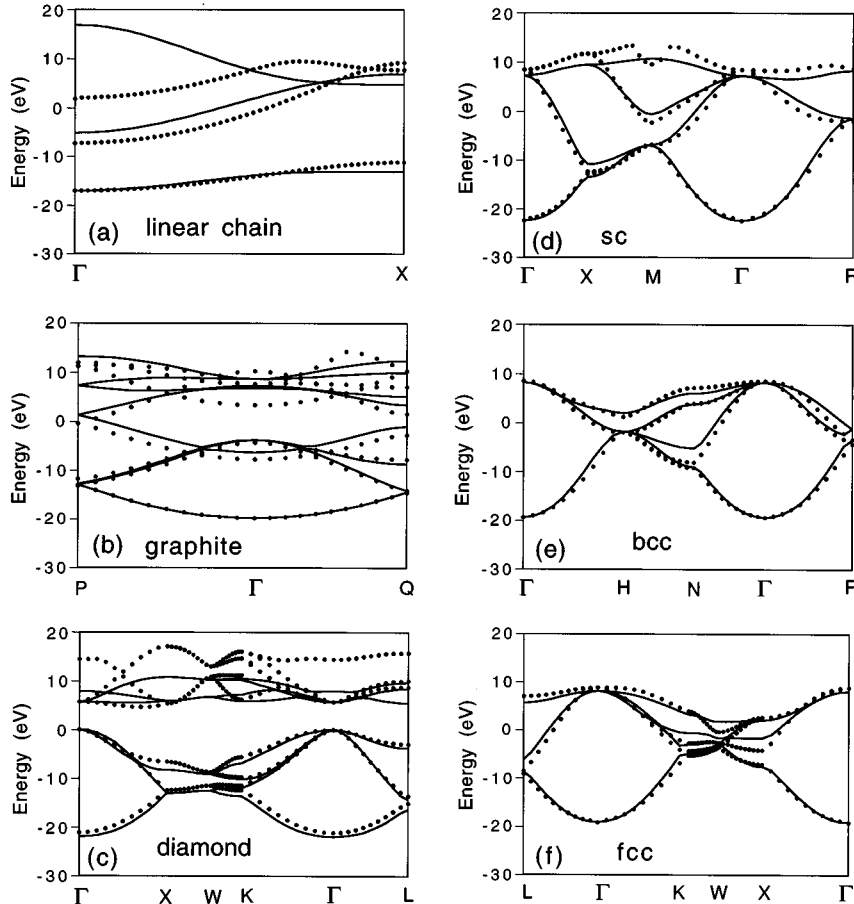 20
10
0
-10
-20
-30
Energy (eV)
(a) linear chain
Γ X
20
10
0
-10
-20
-30
Energy (eV)
(b) graphite
P Γ Q
20
10
0
-10
-20
-30
Energy (eV)
(c) diamond
Γ X W K Γ L
20
10
0
-10
-20
-30
Energy (eV)
(d) sc
Γ X M Γ
20
10
0
-10
-20
-30
Energy (eV)
(e) bcc
Γ H N Γ
20
10
0
-10
-20
-30
Energy (eV)
(f) fcc
L Γ K W X Γ